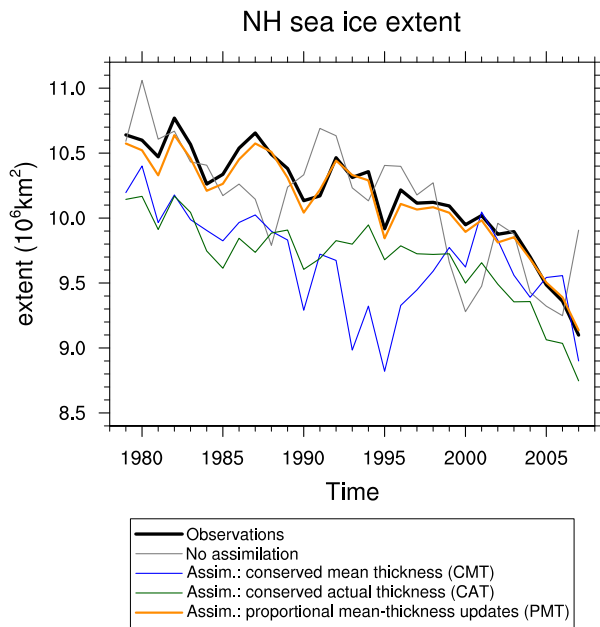 NH sea ice extent
11.0
10.5
10.0
9.5
9.0
8.5
extent (10⁶km²)
1980 1985 1990 1995 2000 2005
Time
Observations
No assimilation
Assim.: conserved mean thickness (CMT)
Assim.: conserved actual thickness (CAT)
Assim.: proportional mean-thickness updates (PMT)